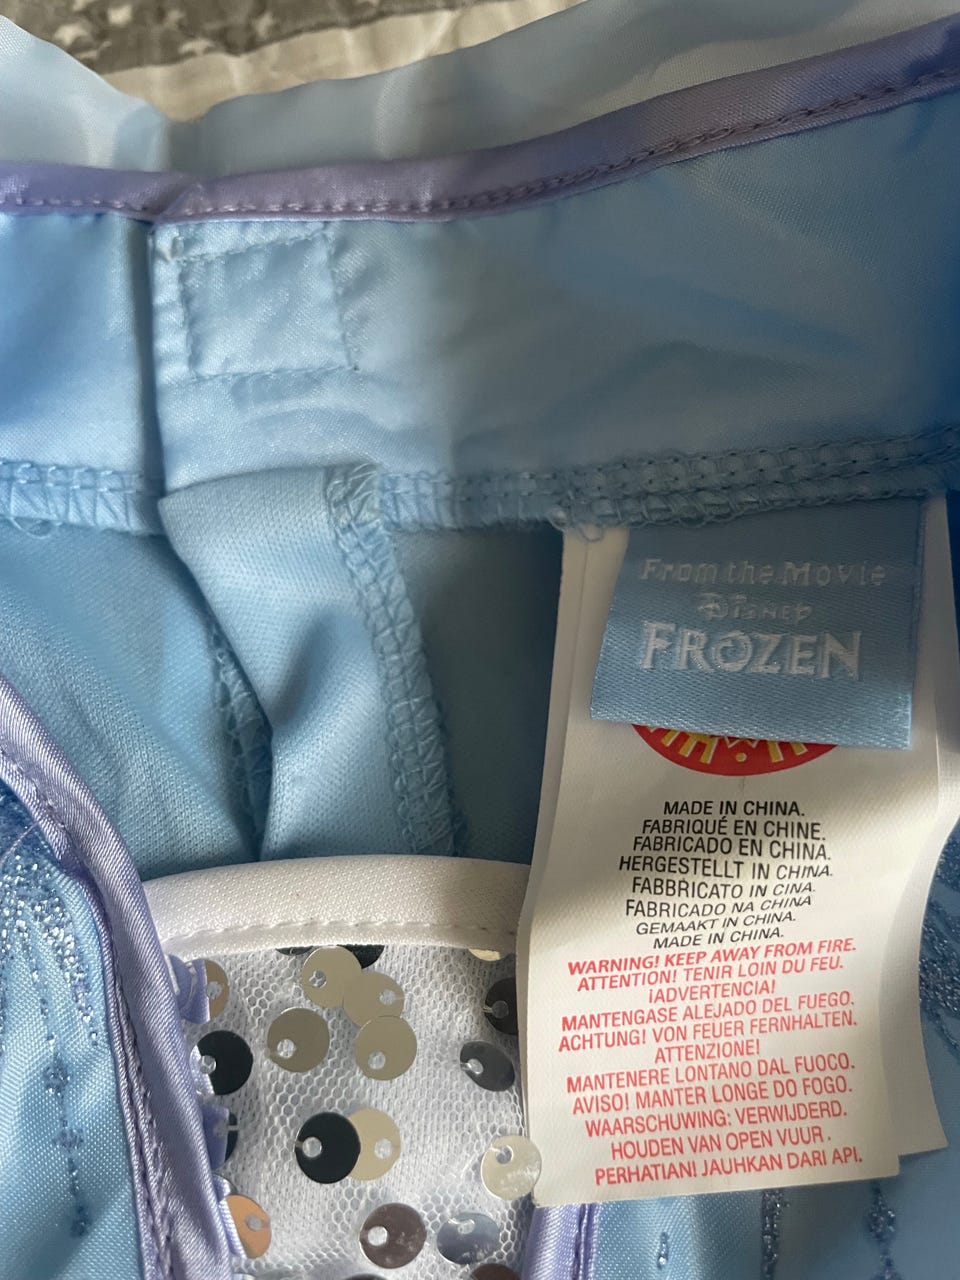 From the Movie
Disney
FROZEN
MADE IN CHINA.
FABRIQUÉ EN CHINE.
FABRICADO EN CHINA.
HERGESTELLT IN CHINA.
FABBRICATO IN CINA.
FABRICADO NA CHINA.
GEMAAKT IN CHINA.
MADE IN CHINA.
WARNING! KEEP AWAY FROM FIRE.
ATTENTION! TENIR LOIN DU FEU.
¡ADVERTENCIA!
MANTENGASE ALEJADO DEL FUEGO.
ACHTUNG! VON FEUER FERNHALTEN.
ATTENZIONE!
MANTENERE LONTANO DAL FUOCO.
AVISO! MANTER LONGE DO FOGO.
WAARSCHUWING: VERWIJDERD.
HOUDEN VAN OPEN VUUR.
PERHATIAN! JAUHKAN DARI API.